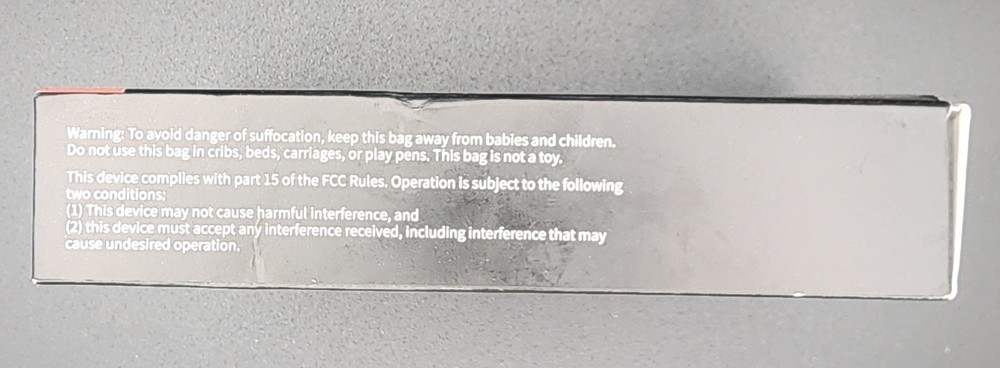 Warning: To avoid danger of suffocation, keep this bag away from babies and children.
Do not use this bag in cribs, beds, carriages, or play pens. This bag is not a toy.
This device complies with part 15 of the FCC Rules. Operation is subject to the following
two conditions:
(1) This device may not cause harmful interference, and
(2) this device must accept any interference received, including interference that may
cause undesired operation.